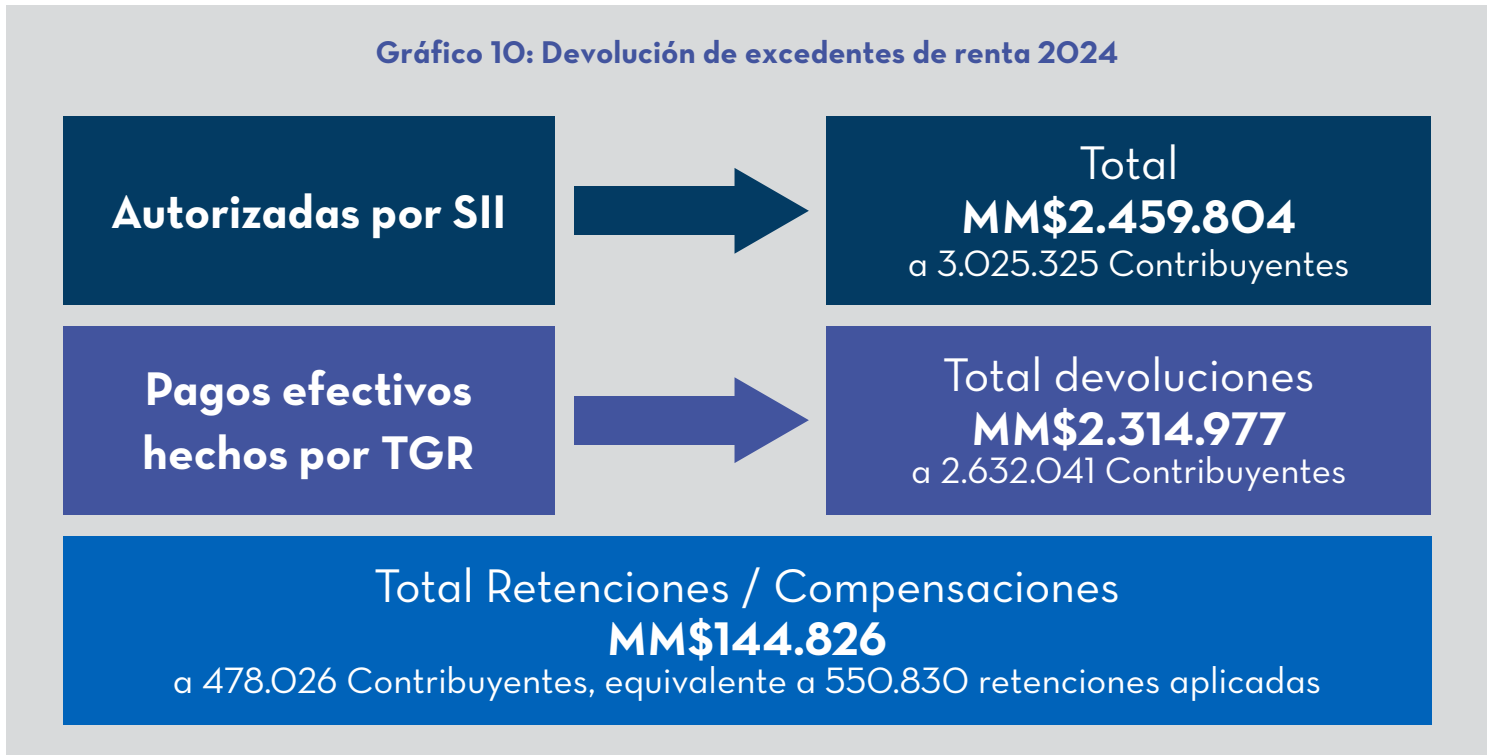 Gráfico 10: Devolución de excedentes de renta 2024
Autorizadas por SII
Total
MM$2.459.804
a 3.025.325 Contribuyentes
Pagos efectivos
hechos por TGR
Total devoluciones
MM$2.314.977
a 2.632.041 Contribuyentes
Total Retenciones / Compensaciones
MM$144.826
a 478.026 Contribuyentes, equivalente a 550.830 retenciones aplicadas